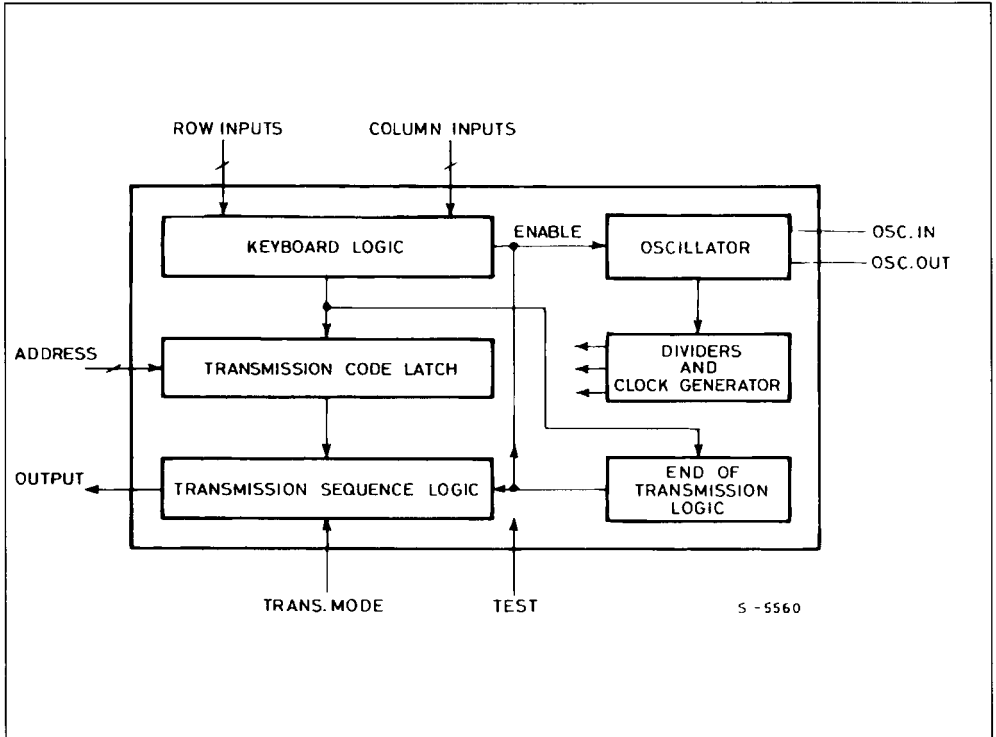 ROW INPUTS
COLUMN INPUTS
KEYBOARD LOGIC
ENABLE
OSCILLATOR
OSC.IN
OSC.OUT
ADDRESS
TRANSMISSION CODE LATCH
DIVIDERS
AND
CLOCK GENERATOR
OUTPUT
TRANSMISSION SEQUENCE LOGIC
END OF
TRANSMISSION
LOGIC
TRANS.MODE
TEST
S-5560